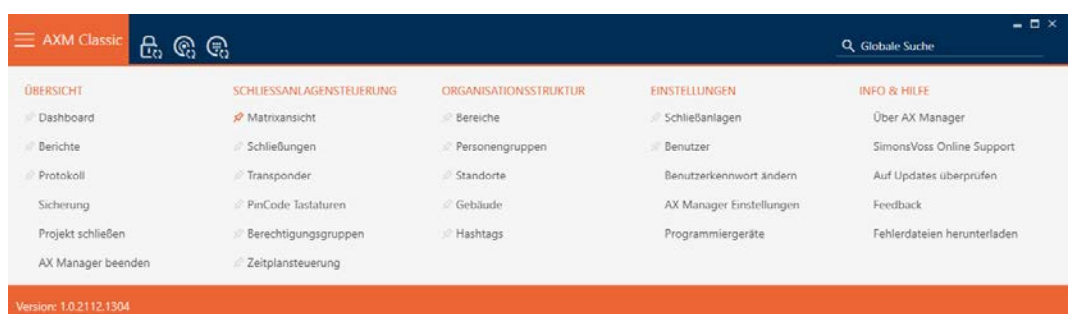 AXM Classic
Globale Suche
ÜBERSICHT
Dashboard
Berichte
Protokoll
Sicherung
Projekt schließen
AX Manager beenden
SCHLIESSANLAGENSTEUERUNG
Matrixansicht
Schließungen
Transponder
PinCode Tastaturen
Berechtigungsgruppen
Zeitplansteuerung
ORGANISATIONSSTRUKTUR
Bereiche
Personengruppen
Standorte
Gebäude
Hashtags
EINSTELLUNGEN
Schließanlagen
Benutzer
Benutzerkennwort ändern
AX Manager Einstellungen
Programmiergeräte
INFO & HILFE
Über AX Manager
SimonsVoss Online Support
Auf Updates überprüfen
Feedback
Fehlerdateien herunterladen
Version: 1.0.2112.1304